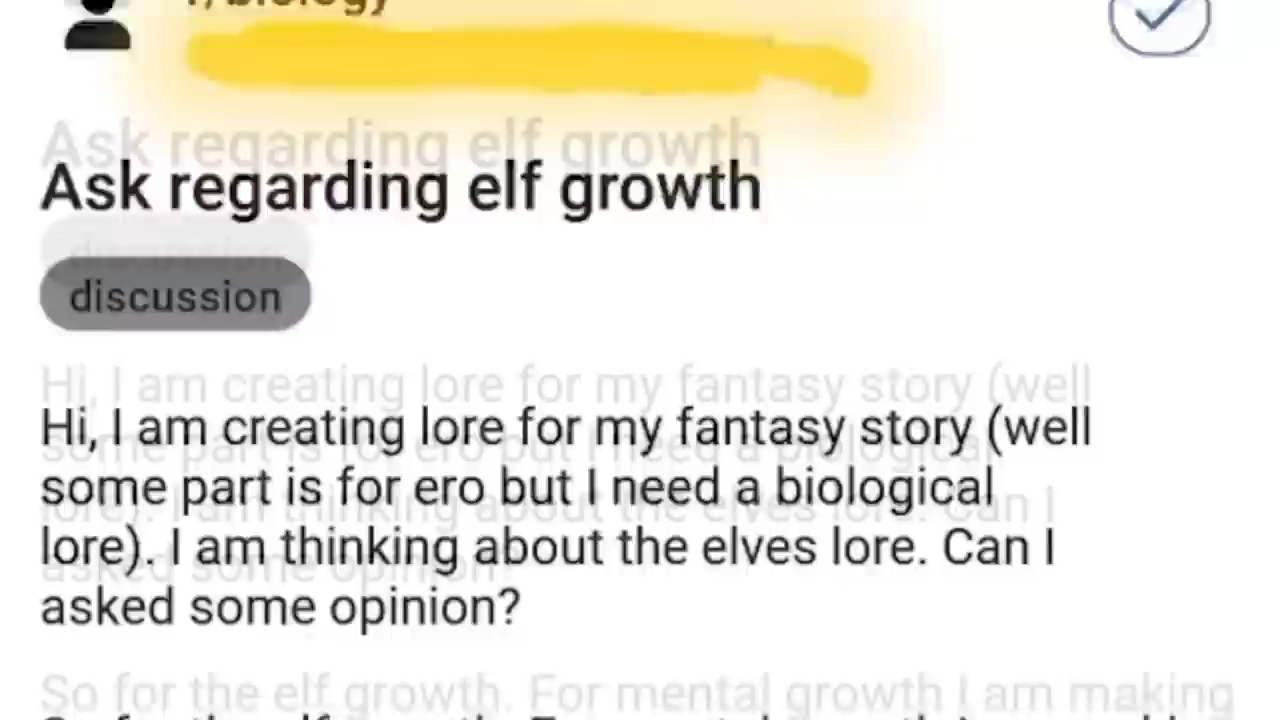 r/biology
Ask regarding elf growth
discussion
Hi, I am creating lore for my fantasy story (well
some part is for ero but I need a biological
lore). I am thinking about the elves lore. Can I
asked some opinion?
So for the elf growth. For mental growth I am making